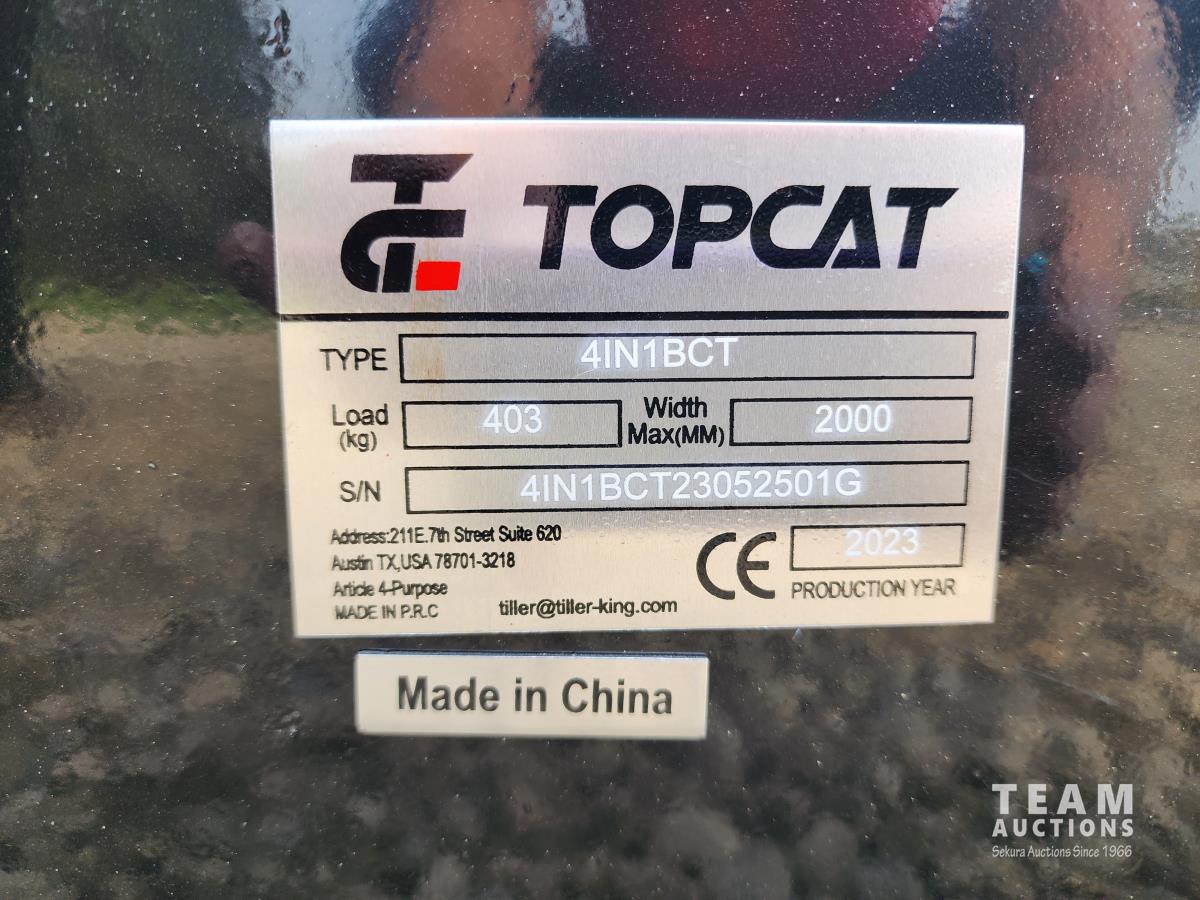 TOPCAT
TYPE 4IN1BCT
Load (kg) 403 Width Max(MM) 2000
S/N 4IN1BCT23052501G
Address:211E.7th Street Suite 620
Austin TX,USA 78701-3218
Article 4-Purpose
MADE IN P.R.C
tiller@tiller-king.com
CE
2023
PRODUCTION YEAR
Made in China
TEAM
AUCTIONS
Sekura Auctions Since 1966